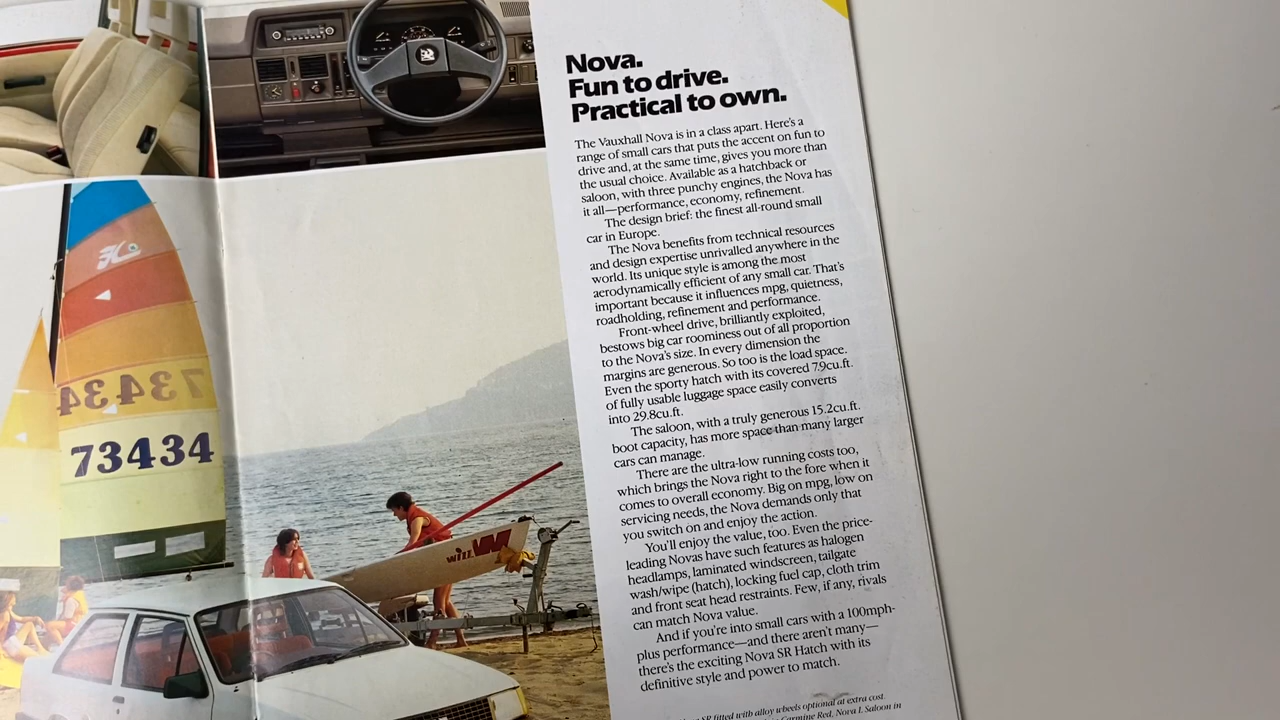 Nova.
Fun to drive.
Practical to own.
The Vauxhall Nova is in a class apart. Here's a
range of small cars that puts the accent on fun to
drive and, at the same time, gives you more than
the usual choice. Available as a hatchback or
saloon, with three punchy engines, the Nova has
it all—performance, economy, refinement.
The design brief: the finest all-round small
car in Europe.
The Nova benefits from technical resources
and design expertise unrivalled anywhere in the
world. Its unique style is among the most
aerodynamically efficient of any small car. That's
important because it influences mpg, quietness,
roadholding, refinement and performance.
Front-wheel drive, brilliantly exploited,
bestows big car roominess out of all proportion
to the Nova's size. In every dimension the
margins are generous. So too is the load space.
Even the sporty hatch with its covered 7.9cu.ft.
of fully usable luggage space easily converts
into 29.8cu.ft.
The saloon, with a truly generous 15.2cu.ft.
boot capacity, has more space than many larger
cars can manage.
There are the ultra-low running costs too,
which brings the Nova right to the fore when it
comes to overall economy. Big on mpg, low on
servicing needs, the Nova demands only that
you switch on and enjoy the action.
You'll enjoy the value, too. Even the price-
leading Novas have such features as halogen
headlamps, laminated windscreen, tailgate
wash/wipe (hatch), locking fuel cap, cloth trim
and front seat head restraints. Few, if any, rivals
can match Nova value.
And if you're into small cars with a 100mph-
plus performance—and there aren't many—
there's the exciting Nova SR Hatch with its
definitive style and power to match.
SR fitted with alloy wheels optional at extra cost.
Carmine Red, Nova L Saloon in
73434
73434
will